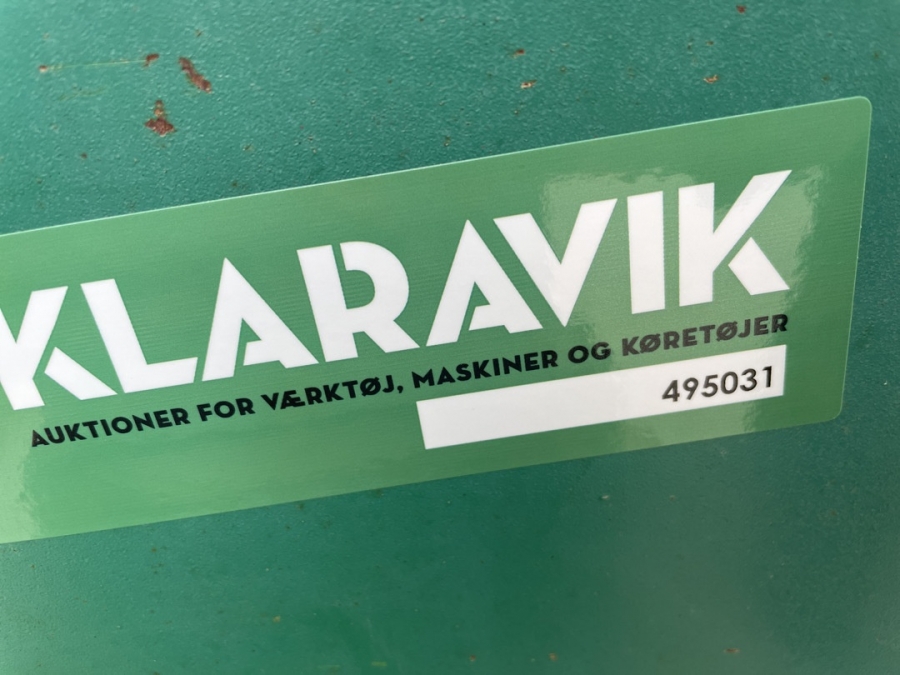 KLARAVIK
AUKTIONER FOR VÆRKTØJ, MASKINER OG KØRETØJER
495031